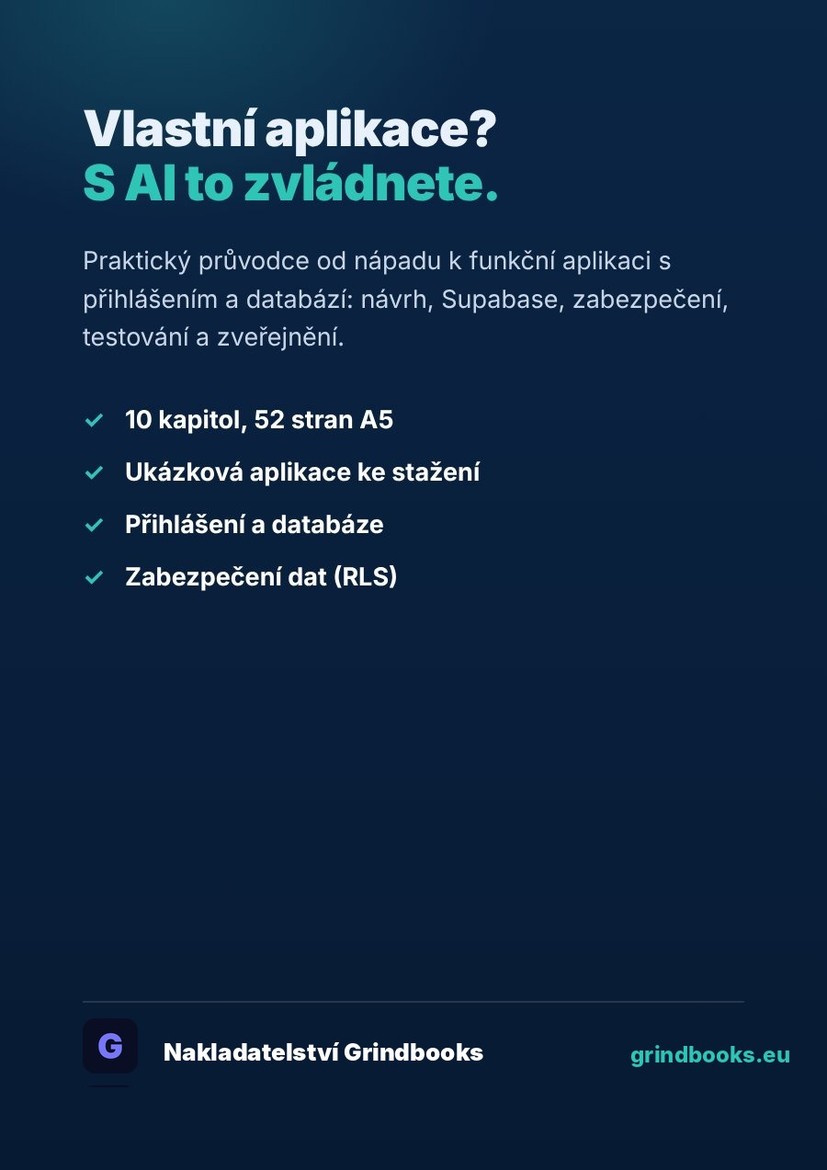 Vlastní aplikace?
S AI to zvládnete.
Praktický průvodce od nápadu k funkční aplikaci s
přihlášením a databází: návrh, Supabase, zabezpečení,
testování a zveřejnění.
✓ 10 kapitol, 52 stran A5
✓ Ukázková aplikace ke stažení
✓ Přihlášení a databáze
✓ Zabezpečení dat (RLS)
G Nakladatelství Grindbooks grindbooks.eu